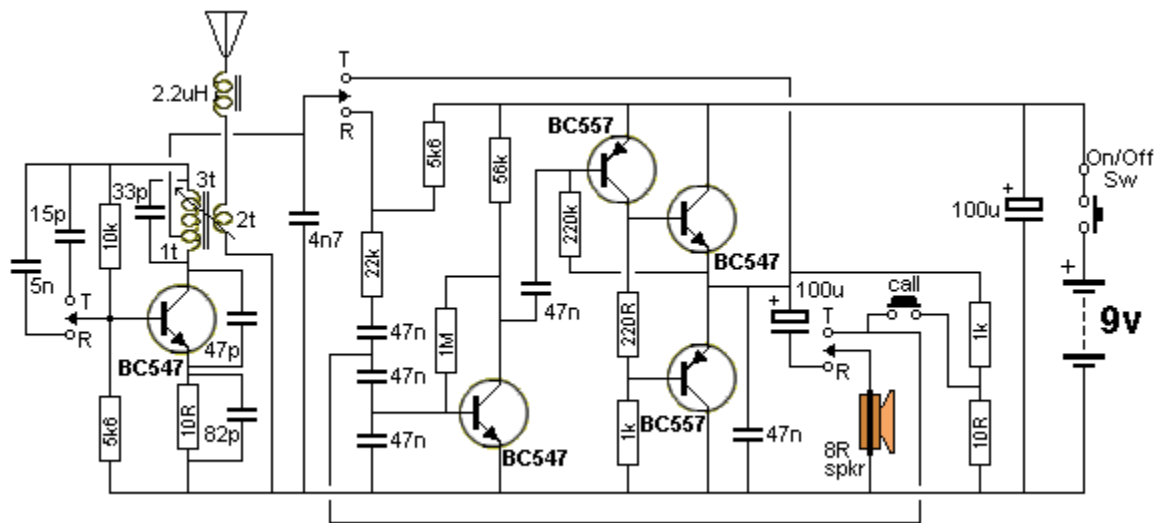 T
2.2uH
R
5k6
56k
BC557
On/Off
Sw
+
100u
33p
3t
15p
10k
2t
4n7
1t
22k
220k
BC547
5n
T
R
47p
BC547
47n
47n
1M
47n
220R
+
100u
call
T
R
1k
+
9v
5k6
10R
82p
47n
47n
BC547
1k
BC557
47n
8R
spkr
10R